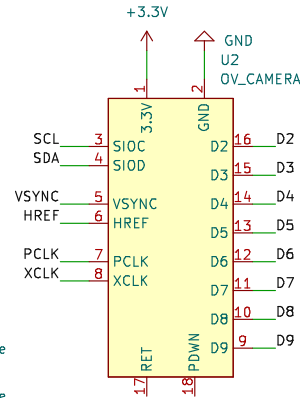 +3.3V
GND
U2
OV_CAMERA
1
2
3.3V
GND
SCL 3 SIOC
D2 16 D2
SDA 4 SIOD
D3 15 D3
VSYNC 5 VSYNC
D4 14 D4
HREF 6 HREF
D5 13 D5
PCLK 7 PCLK
D6 12 D6
XCLK 8 XCLK
D7 11 D7
D8 10 D8
D9 9 D9
RET
PDWN
17
18
e
e